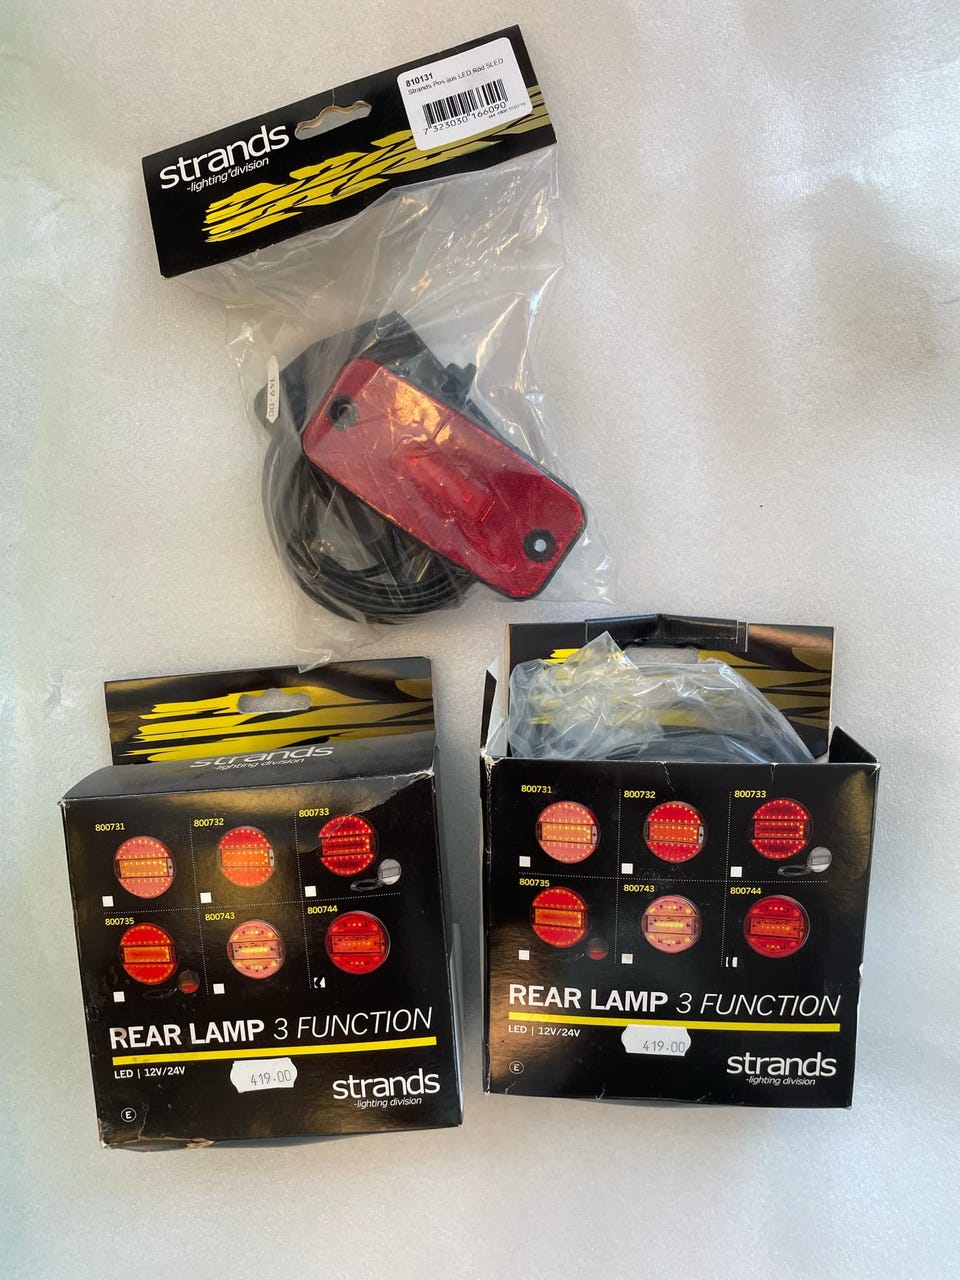 810131
Strands Pos.ljus LED Röd 5LED
7 323030 166090
strands
-lighting division
149.00
strands
lighting division
800731
800732
800733
800735
800743
800744
REAR LAMP 3 FUNCTION
LED | 12V/24V
419.00
strands
-lighting division
E
800731
800732
800733
800735
800743
800744
REAR LAMP 3 FUNCTION
LED | 12V/24V
419.00
strands
-lighting division
E